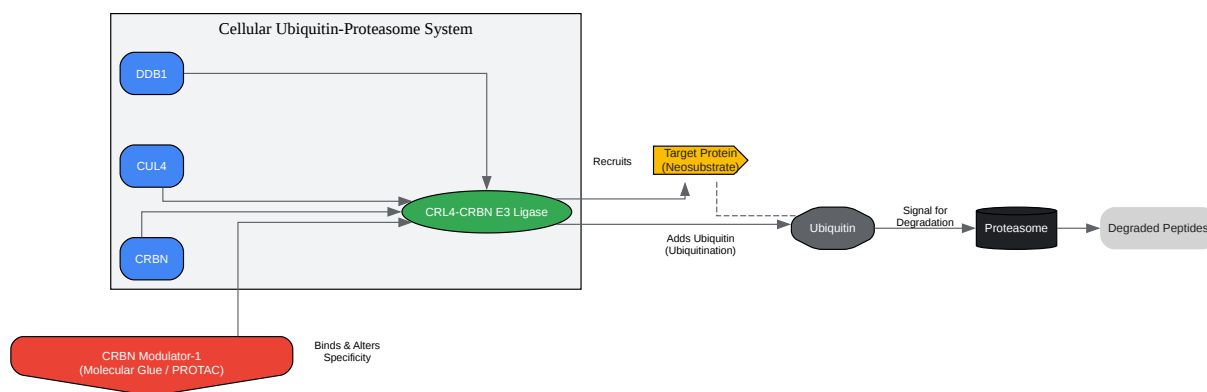 Cellular Ubiquitin-Proteasome System
DDB1
CUL4
CRBN
CRL4-CRBN E3 Ligase
Recruits
Target Protein
(Neosubstrate)
Adds Ubiquitin
(Ubiquitination)
Ubiquitin
Signal for
Degradation
Proteasome
Degraded Peptides
CRBN Modulator-1
(Molecular Glue / PROTAC)
Binds & Alters
Specificity